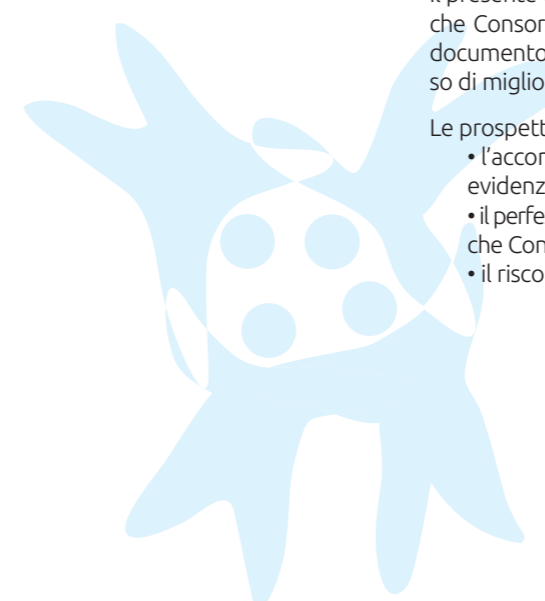 che Consor
documento
so di miglio
Le prospett
• l'accor
evidenz
• il perfe
che Con
• il risco